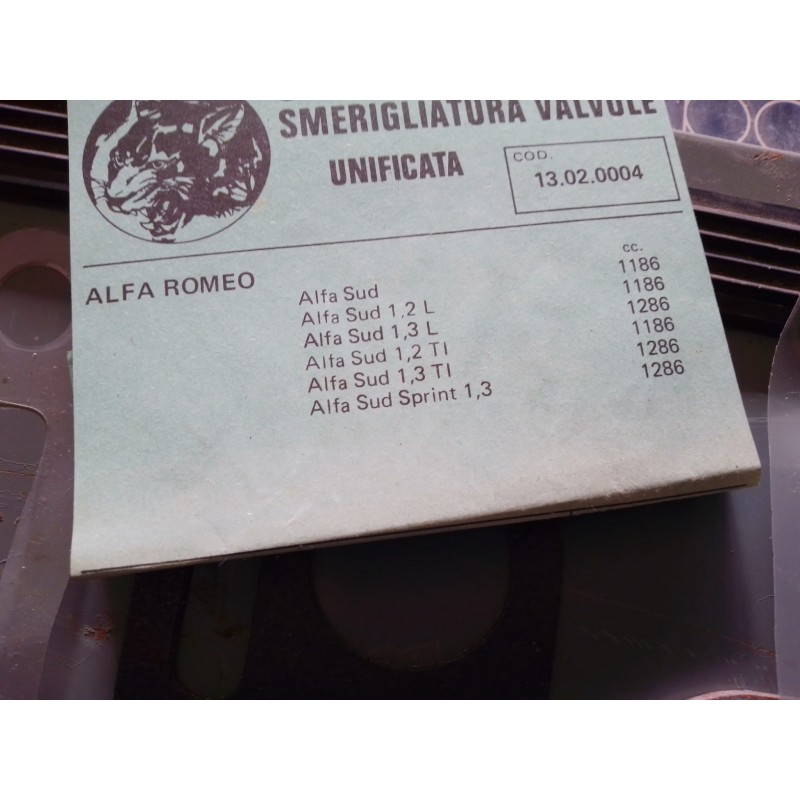 SMERIGLIATURA VALVOLE
UNIFICATA
COD.
13.02.0004
ALFA ROMEO
cc.
Alfa Sud 1186
Alfa Sud 1,2 L 1186
Alfa Sud 1,3 L 1286
Alfa Sud 1,2 TI 1186
Alfa Sud 1,3 TI 1286
Alfa Sud Sprint 1,3 1286